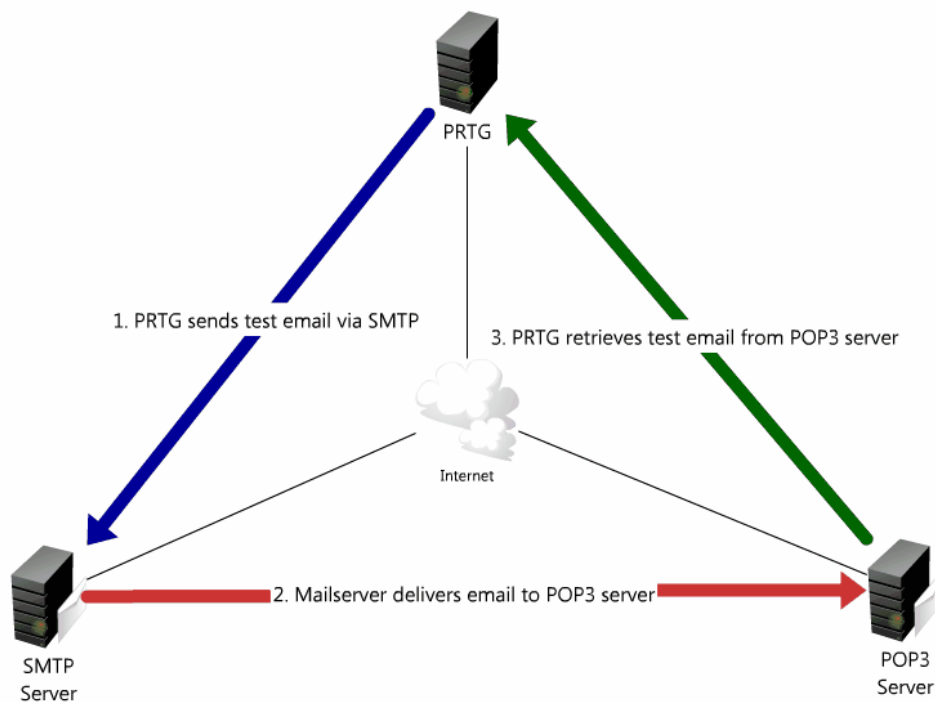 PRTG
1. PRTG sends test email via SMTP
3. PRTG retrieves test email from POP3 server
Internet
2. Mailserver delivers email to POP3 server
SMTP
Server
POP3
Server